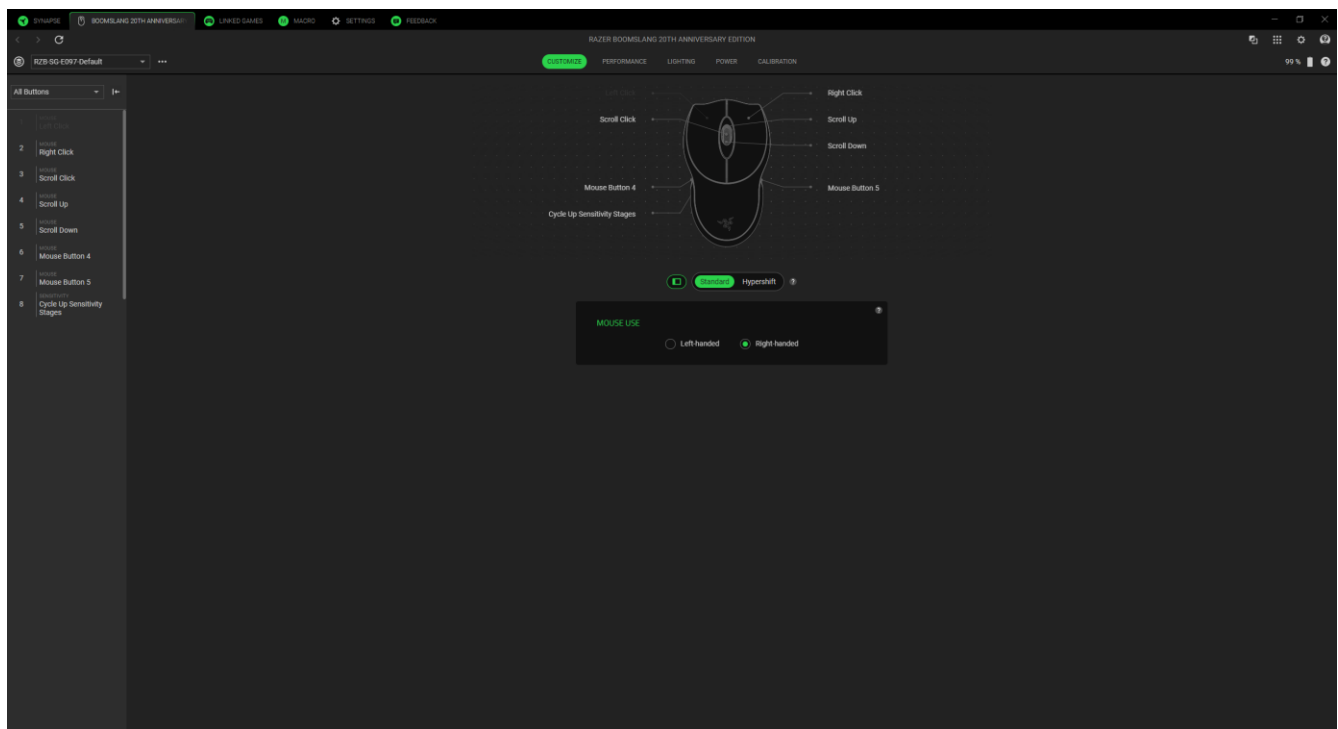 SYNAPSE
BOOMSLANG 20TH ANNIVERSARY
LINKED GAMES
MACRO
SETTINGS
FEEDBACK
RAZER BOOMSLANG 20TH ANNIVERSARY EDITION
RZB-SG-E097-Default
CUSTOMIZE
PERFORMANCE
LIGHTING
POWER
CALIBRATION
99 %
All Buttons
1
MOUSE
Left Click
2
MOUSE
Right Click
3
MOUSE
Scroll Click
4
MOUSE
Scroll Up
5
MOUSE
Scroll Down
6
MOUSE
Mouse Button 4
7
MOUSE
Mouse Button 5
8
SENSITIVITY
Cycle Up Sensitivity
Stages
Left Click
Right Click
Scroll Click
Scroll Up
Scroll Down
Mouse Button 4
Mouse Button 5
Cycle Up Sensitivity Stages
Standard
Hypershift
?
?
MOUSE USE
Left-handed
Right-handed